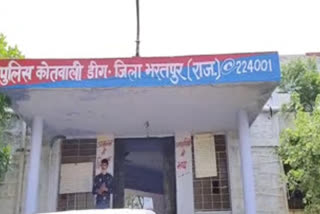 पुलिस कोतवाली डीग-जिला भरतपुर (राज.) ✆ 224001